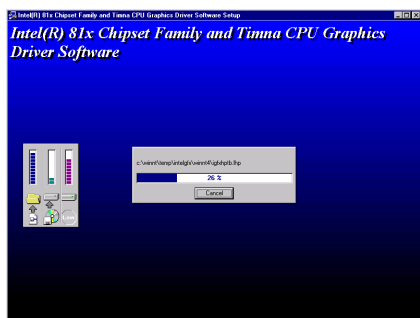 Intel(R) 81x Chipset Family and Timna CPU Graphics Driver Software Setup
Intel(R) 81x Chipset Family and Timna CPU Graphics
Driver Software
c:\winnt\temp\intelgfx\winnt4\igfxhptb.lhp
26 %
Cancel